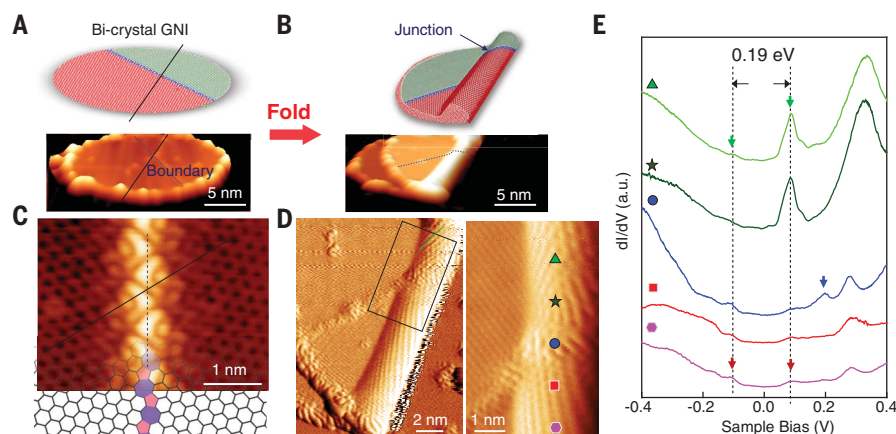 A
Bi-crystal GNI
Boundary
5 nm
Fold
B
Junction
5 nm
C
1 nm
D
2 nm
1 nm
E
0.19 eV
dI/dV (a.u.)
-0.4 -0.2 0.0 0.2 0.4
Sample Bias (V)